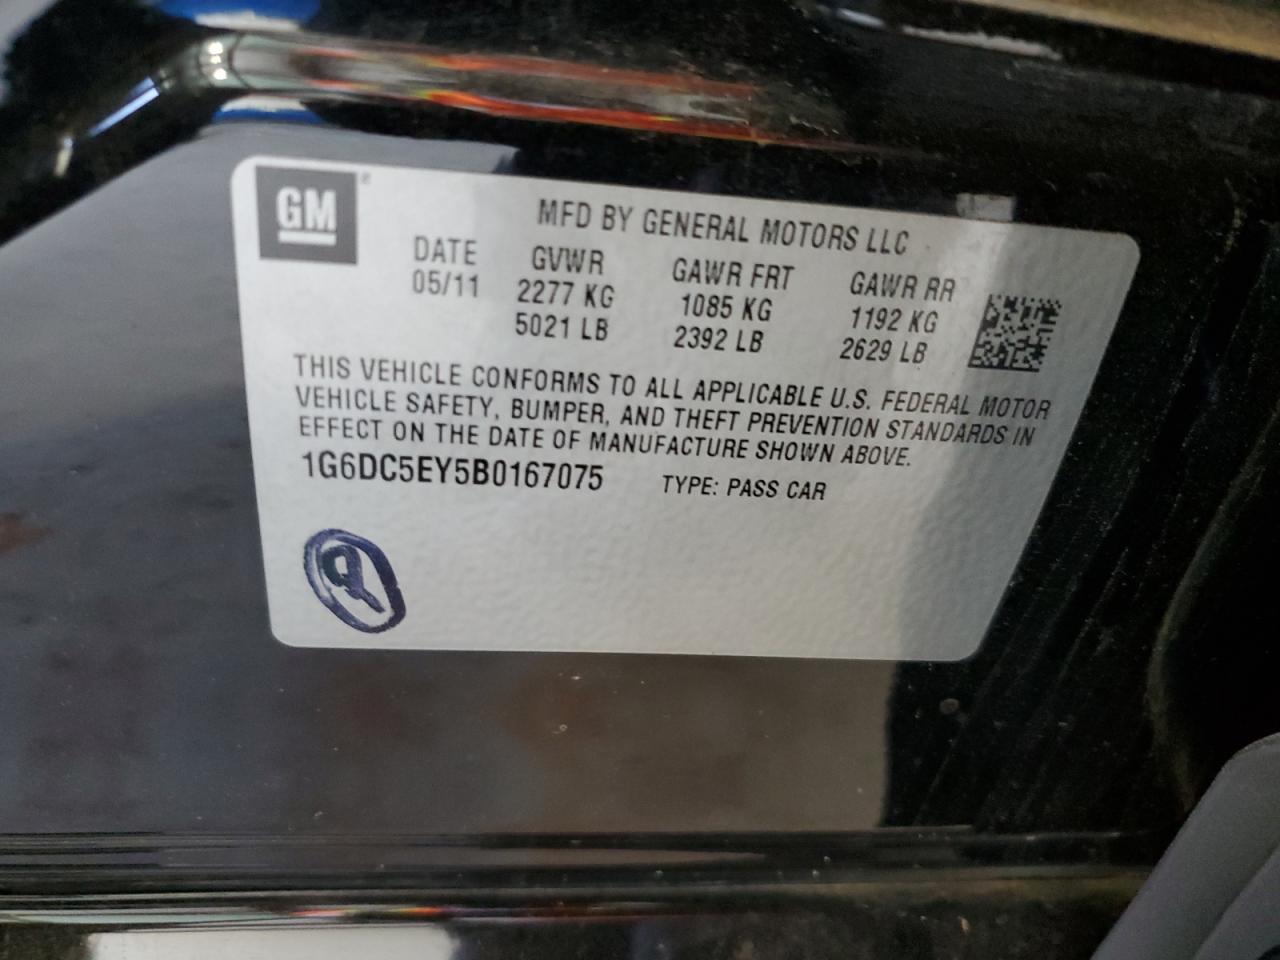 GM®
MFD BY GENERAL MOTORS LLC
DATE GVWR GAWR FRT GAWR RR
05/11 2277 KG 1085 KG 1192 KG
5021 LB 2392 LB 2629 LB
THIS VEHICLE CONFORMS TO ALL APPLICABLE U.S. FEDERAL MOTOR
VEHICLE SAFETY, BUMPER, AND THEFT PREVENTION STANDARDS IN
EFFECT ON THE DATE OF MANUFACTURE SHOWN ABOVE.
1G6DC5EY5B0167075 TYPE: PASS CAR